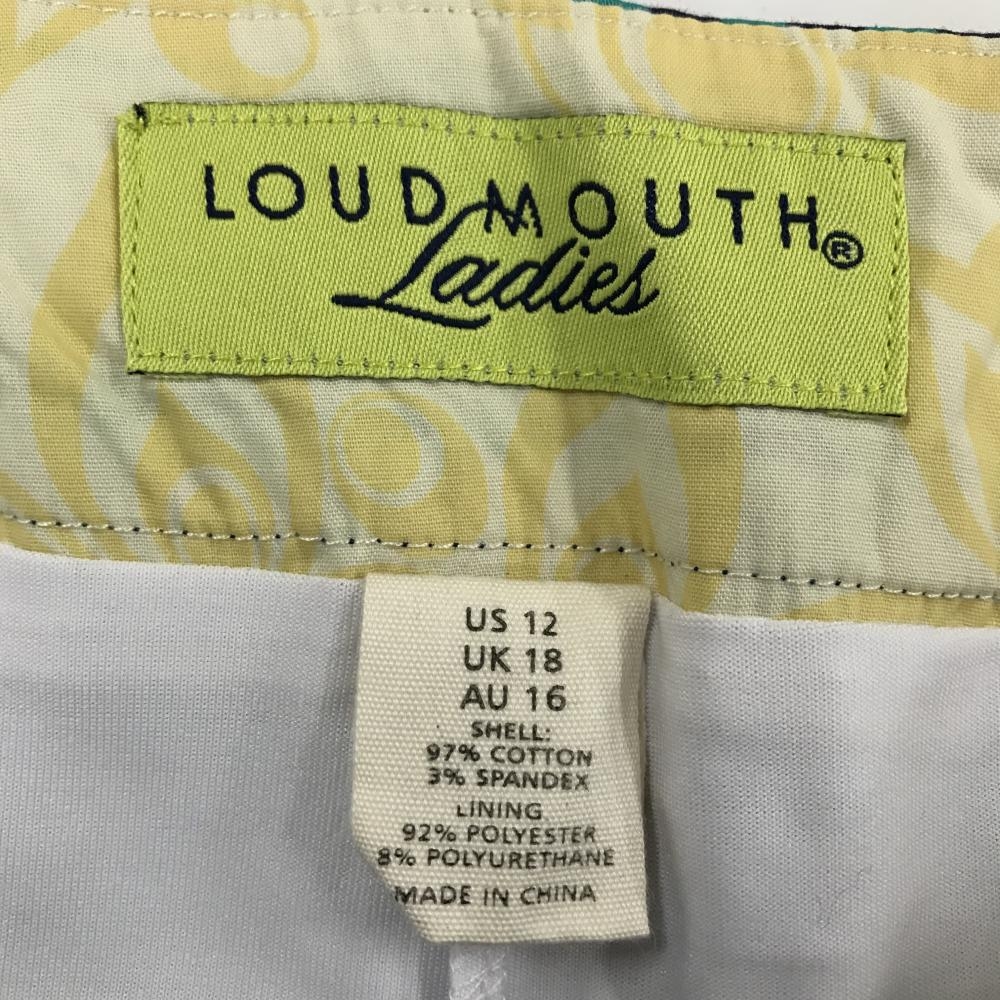 LOUDMOUTH®
Ladies
US 12
UK 18
AU 16
SHELL:
97% COTTON
3% SPANDEX
LINING
92% POLYESTER
8% POLYURETHANE
MADE IN CHINA